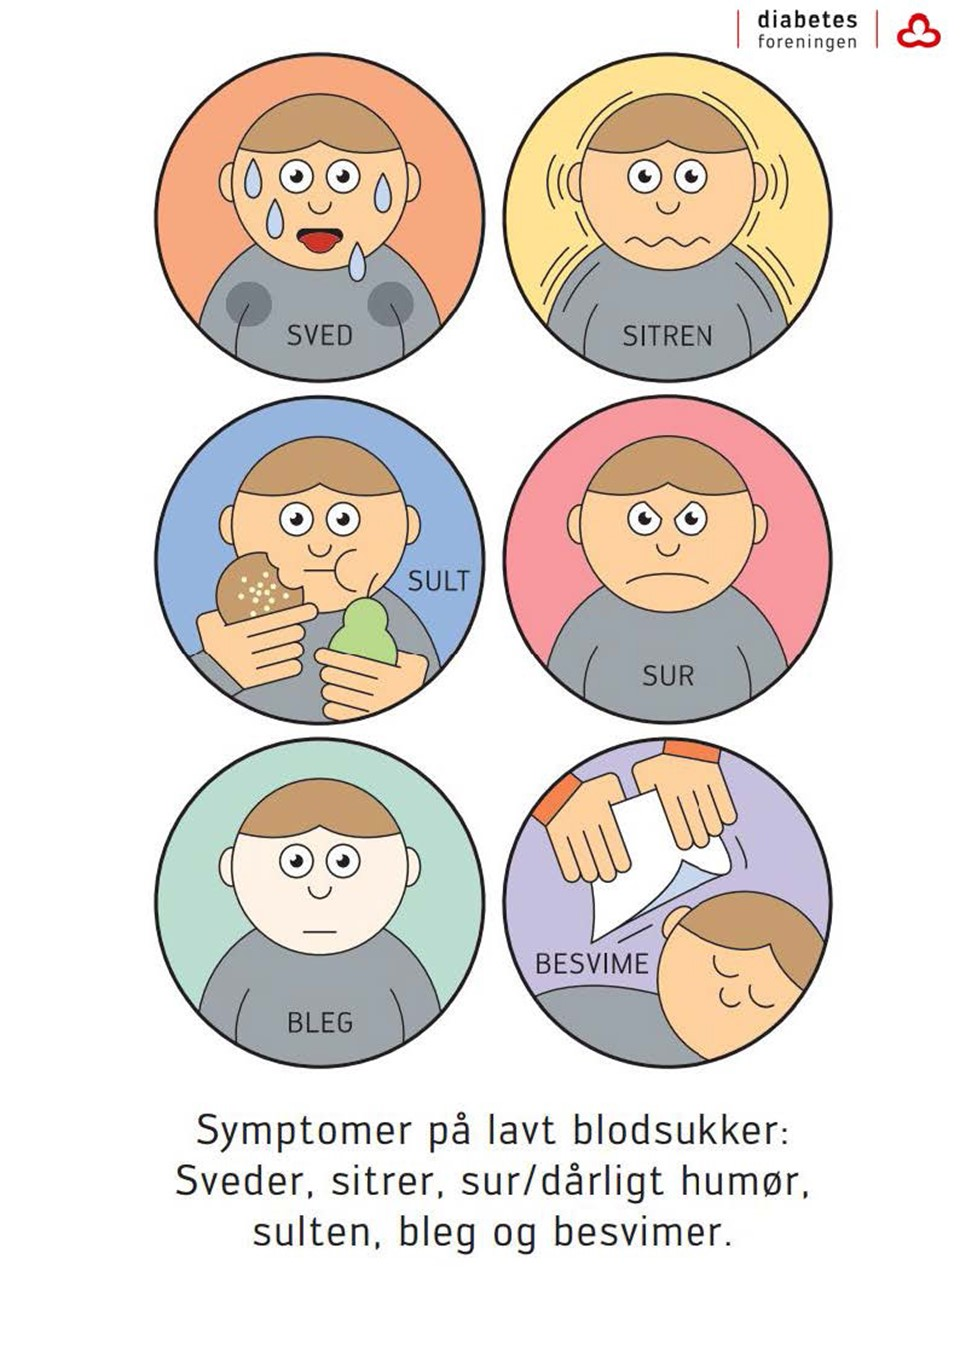 diabetes
foreningen
SVED
SITREN
SULT
SUR
BLEG
BESVIME
Symptomer på lavt blodsukker:
Sveder, sitrer, sur/dårligt humør,
sulten, bleg og besvimer.